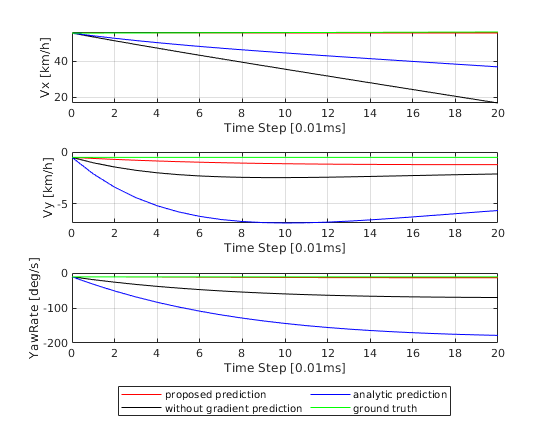 Vx [km/h]
40
20
0 2 4 6 8 10 12 14 16 18 20
Time Step [0.01ms]
Vy [km/h]
0
-5
0 2 4 6 8 10 12 14 16 18 20
Time Step [0.01ms]
YawRate [deg/s]
0
-100
-200
0 2 4 6 8 10 12 14 16 18 20
Time Step [0.01ms]
proposed prediction analytic prediction
without gradient prediction ground truth